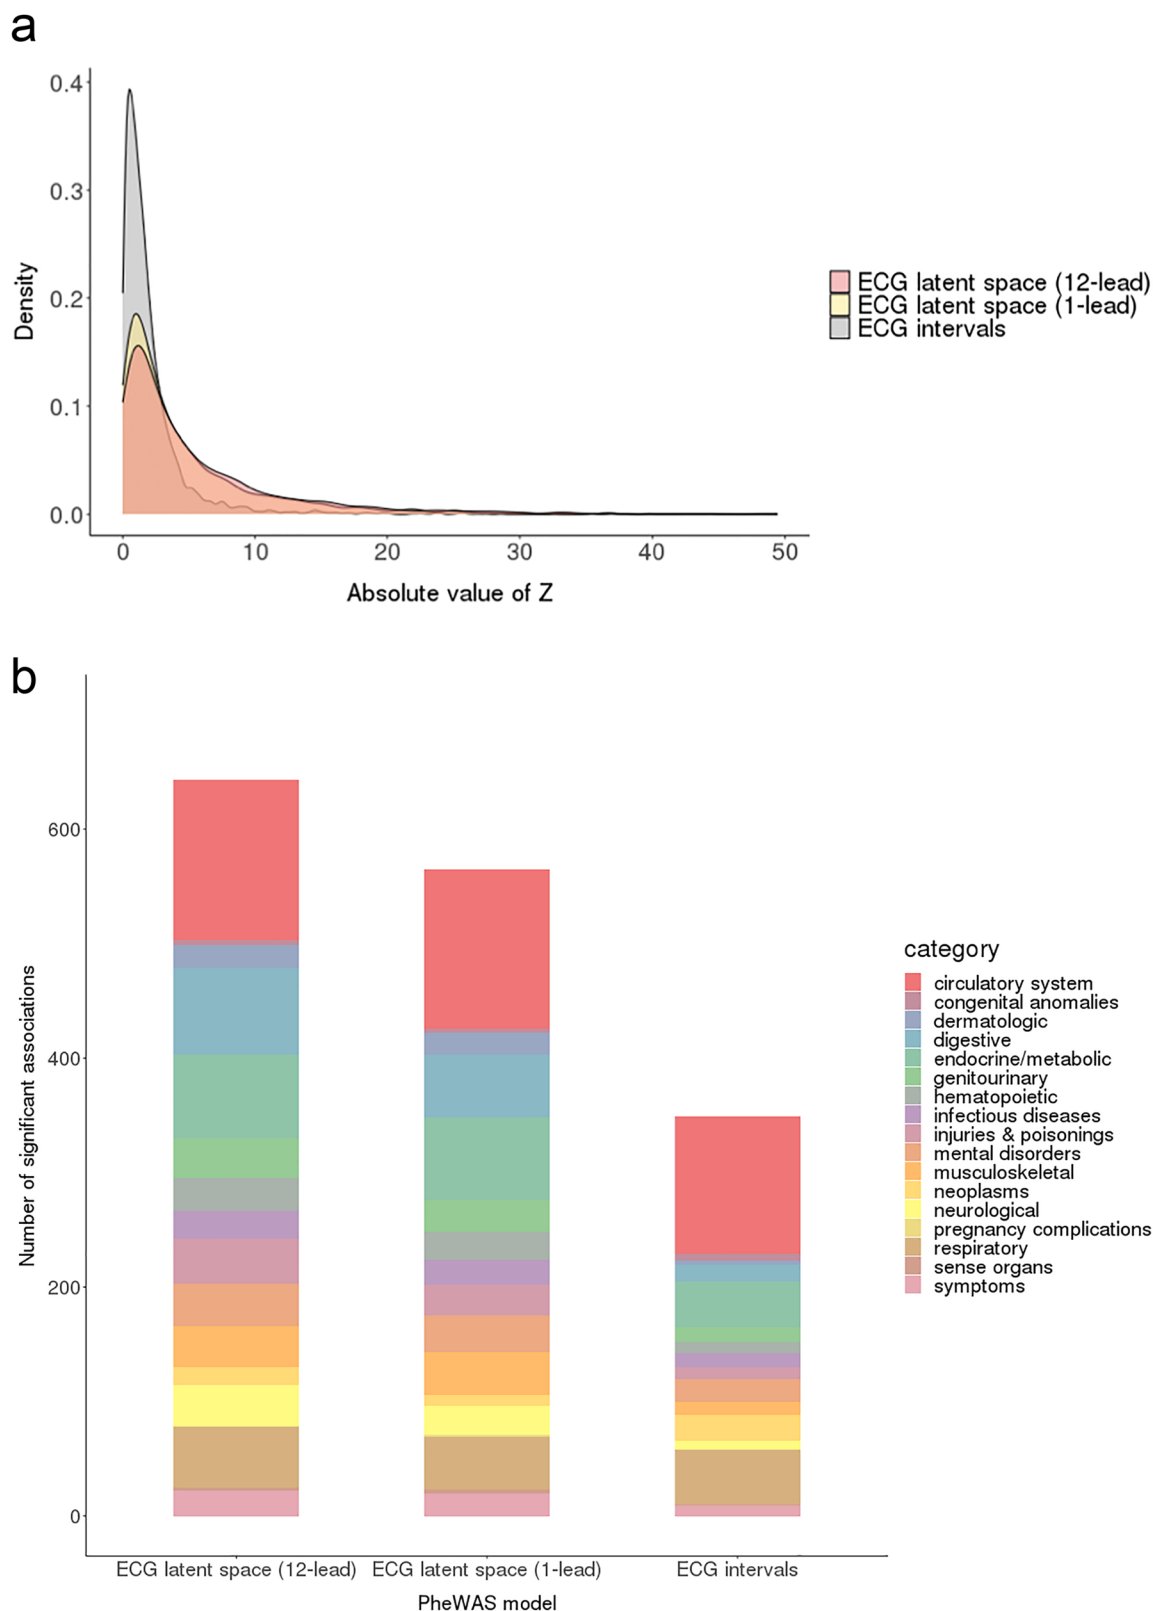 a
0.4
0.3
0.2
0.1
0.0
Density
0 10 20 30 40 50
Absolute value of Z
ECG latent space (12-lead)
ECG latent space (1-lead)
ECG intervals
b
600
400
200
0
Number of significant associations
ECG latent space (12-lead) ECG latent space (1-lead) ECG intervals
PheWAS model
category
circulatory system
congenital anomalies
dermatologic
digestive
endocrine/metabolic
genitourinary
hematopoietic
infectious diseases
injuries & poisonings
mental disorders
musculoskeletal
neoplasms
neurological
pregnancy complications
respiratory
sense organs
symptoms